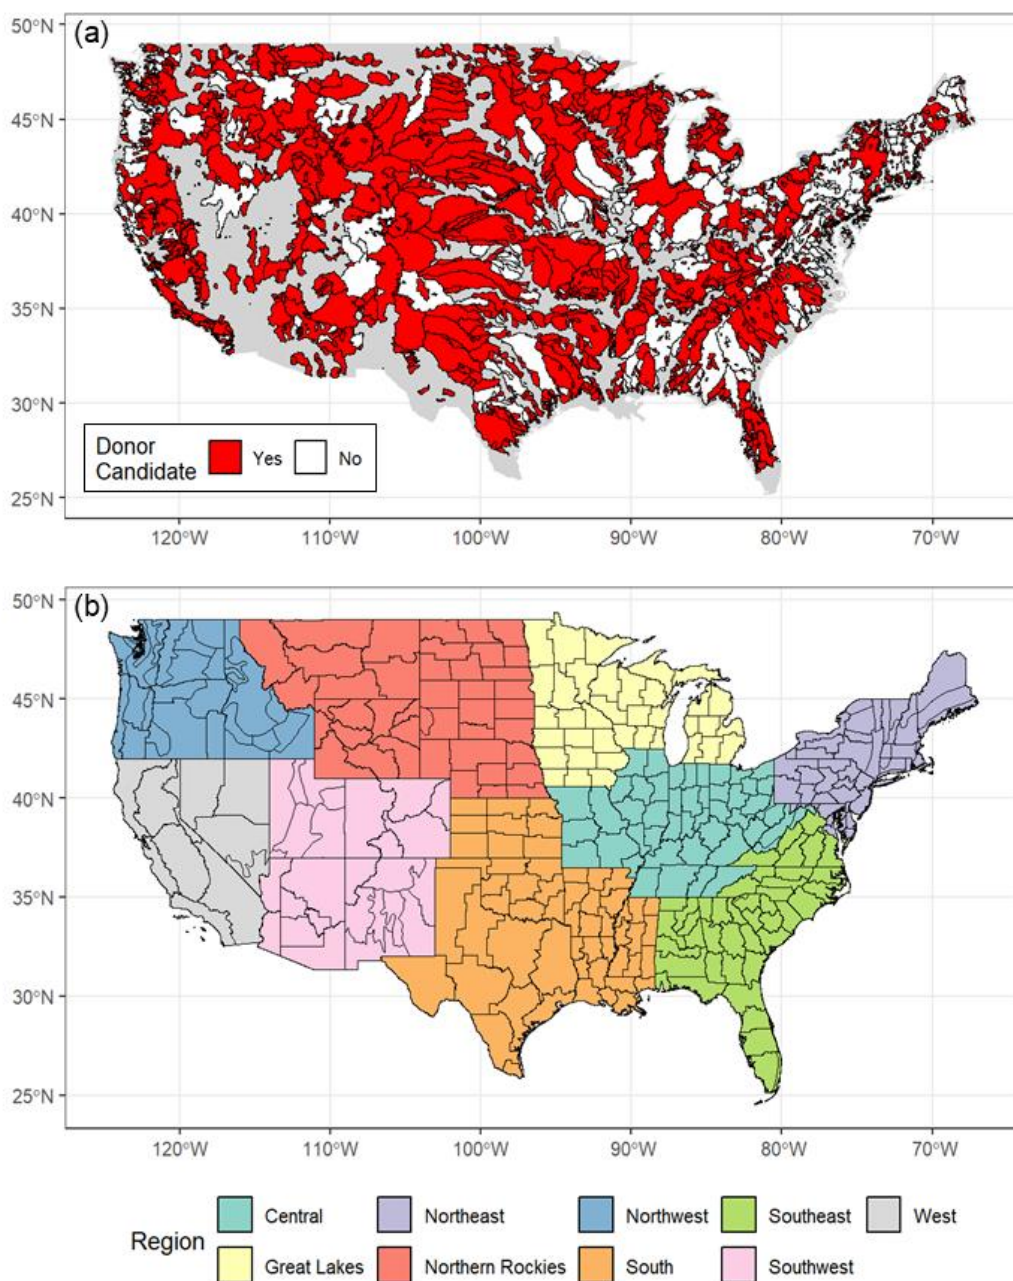 (a)
50°N
45°N
40°N
35°N
30°N
25°N
Donor
Candidate
Yes
No
120°W 110°W 100°W 90°W 80°W 70°W
(b)
50°N
45°N
40°N
35°N
30°N
25°N
120°W 110°W 100°W 90°W 80°W 70°W
Region
Central Northeast Northwest Southeast West
Great Lakes Northern Rockies South Southwest